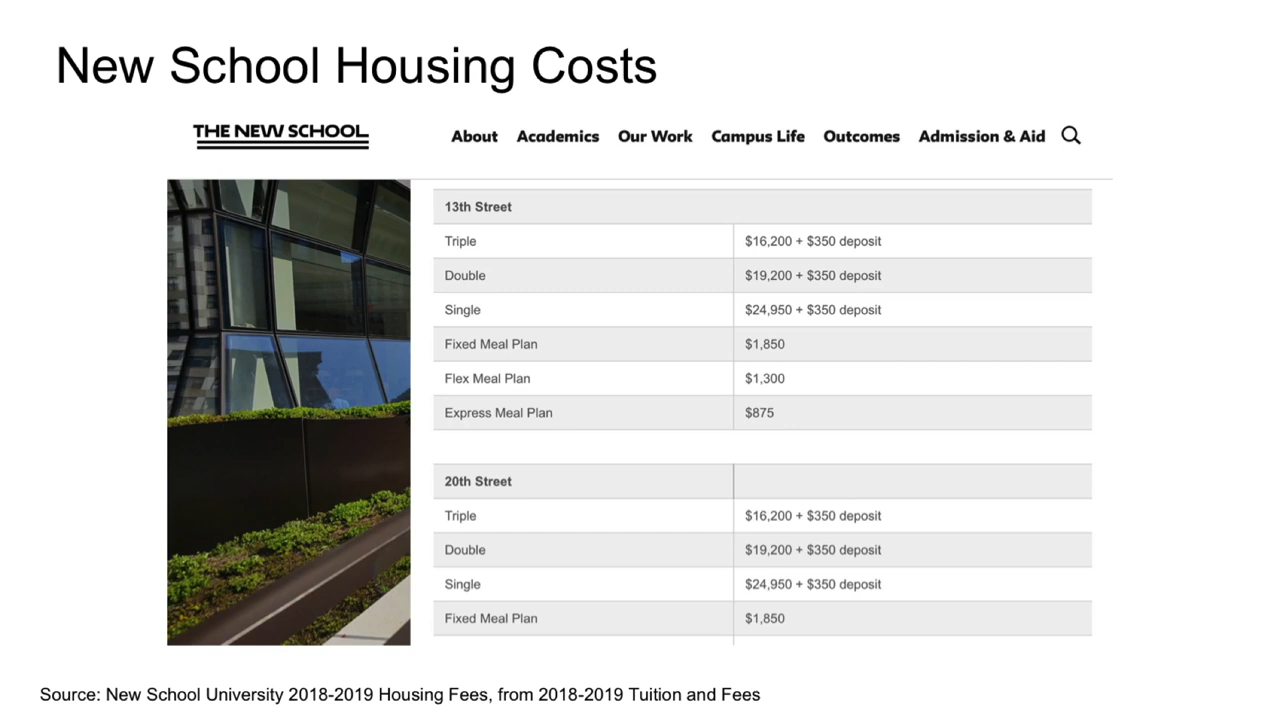 New School Housing Costs
THE NEW SCHOOL
About Academics Our Work Campus Life Outcomes Admission & Aid
13th Street
Triple $16,200 + $350 deposit
Double $19,200 + $350 deposit
Single $24,950 + $350 deposit
Fixed Meal Plan $1,850
Flex Meal Plan $1,300
Express Meal Plan $875
20th Street
Triple $16,200 + $350 deposit
Double $19,200 + $350 deposit
Single $24,950 + $350 deposit
Fixed Meal Plan $1,850
Source: New School University 2018-2019 Housing Fees, from 2018-2019 Tuition and Fees